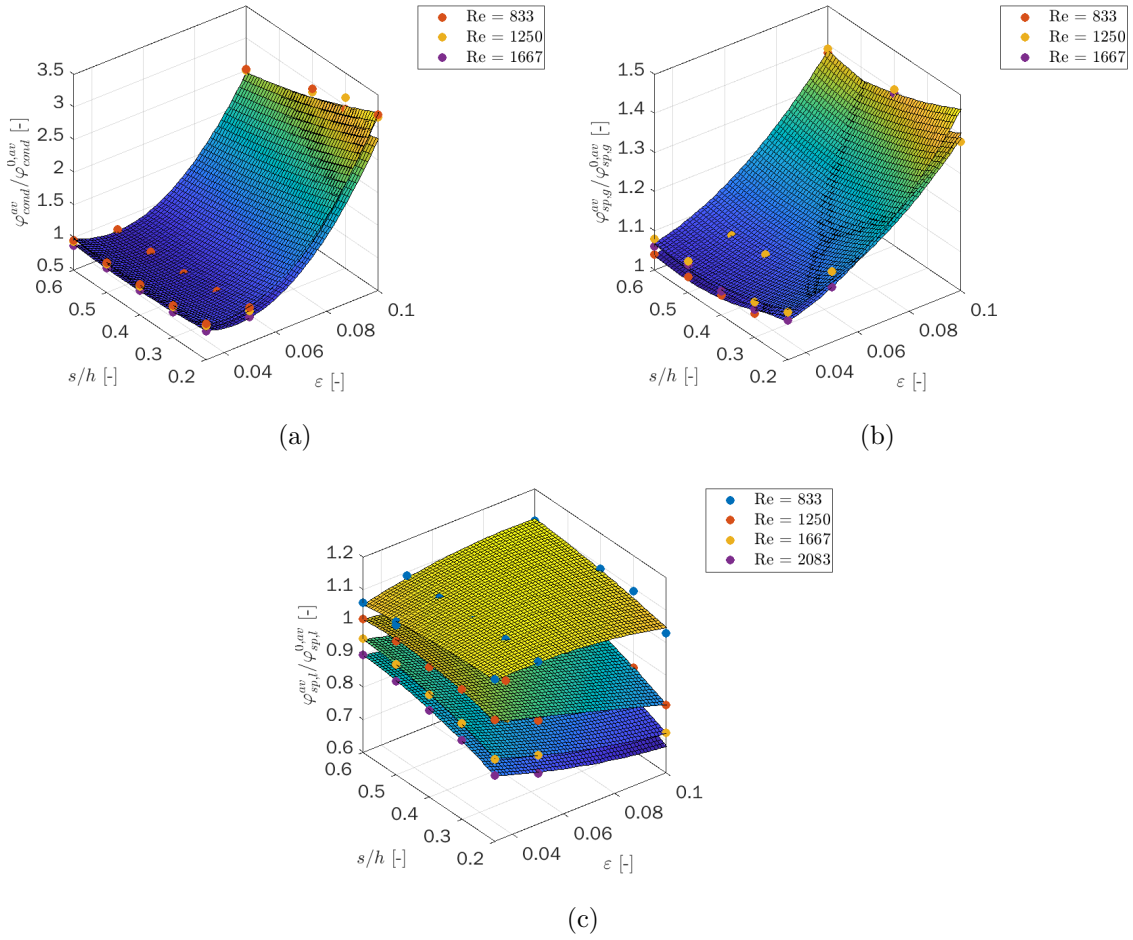 Re = 833
Re = 1250
Re = 1667
3.5
3
2.5
2
1.5
1
0.5
φ_{cond}^{av}/φ_{cond}^{0,av} [-]
0.6
0.5
0.4
0.3
0.2
s/h [-]
0.04
0.06
0.08
0.1
ε [-]
(a)
Re = 833
Re = 1250
Re = 1667
1.5
1.4
1.3
1.2
1.1
1
φ_{sp,g}^{av}/φ_{sp,g}^{0,av} [-]
0.6
0.5
0.4
0.3
0.2
s/h [-]
0.04
0.06
0.08
0.1
ε [-]
(b)
Re = 833
Re = 1250
Re = 1667
Re = 2083
1.2
1.1
1
0.9
0.8
0.7
0.6
φ_{sp,l}^{av}/φ_{sp,l}^{0,av} [-]
0.6
0.5
0.4
0.3
0.2
s/h [-]
0.04
0.06
0.08
0.1
ε [-]
(c)